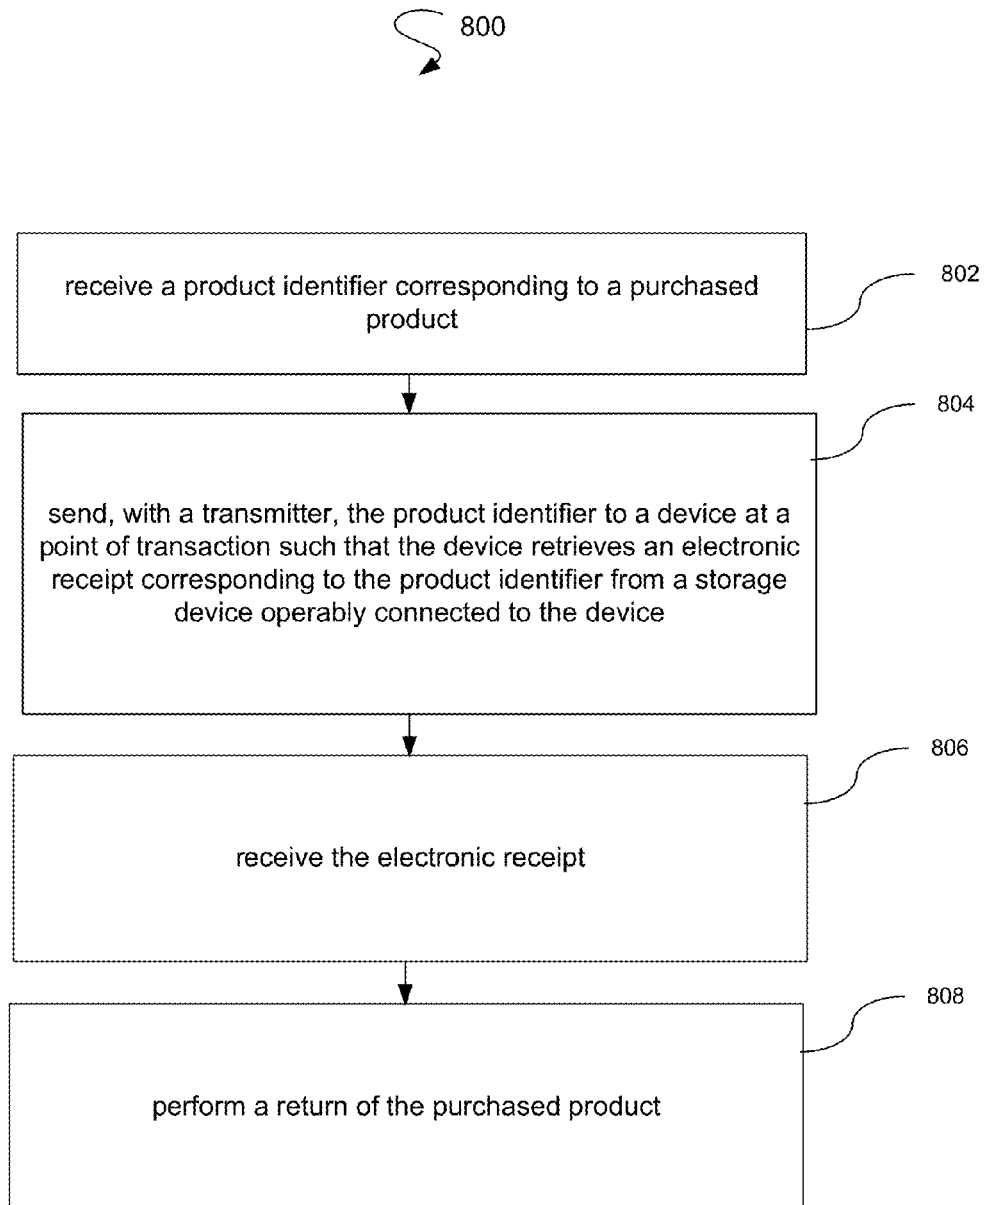 800
receive a product identifier corresponding to a purchased
product
802
804
send, with a transmitter, the product identifier to a device at a
point of transaction such that the device retrieves an electronic
receipt corresponding to the product identifier from a storage
device operably connected to the device
806
receive the electronic receipt
808
perform a return of the purchased product